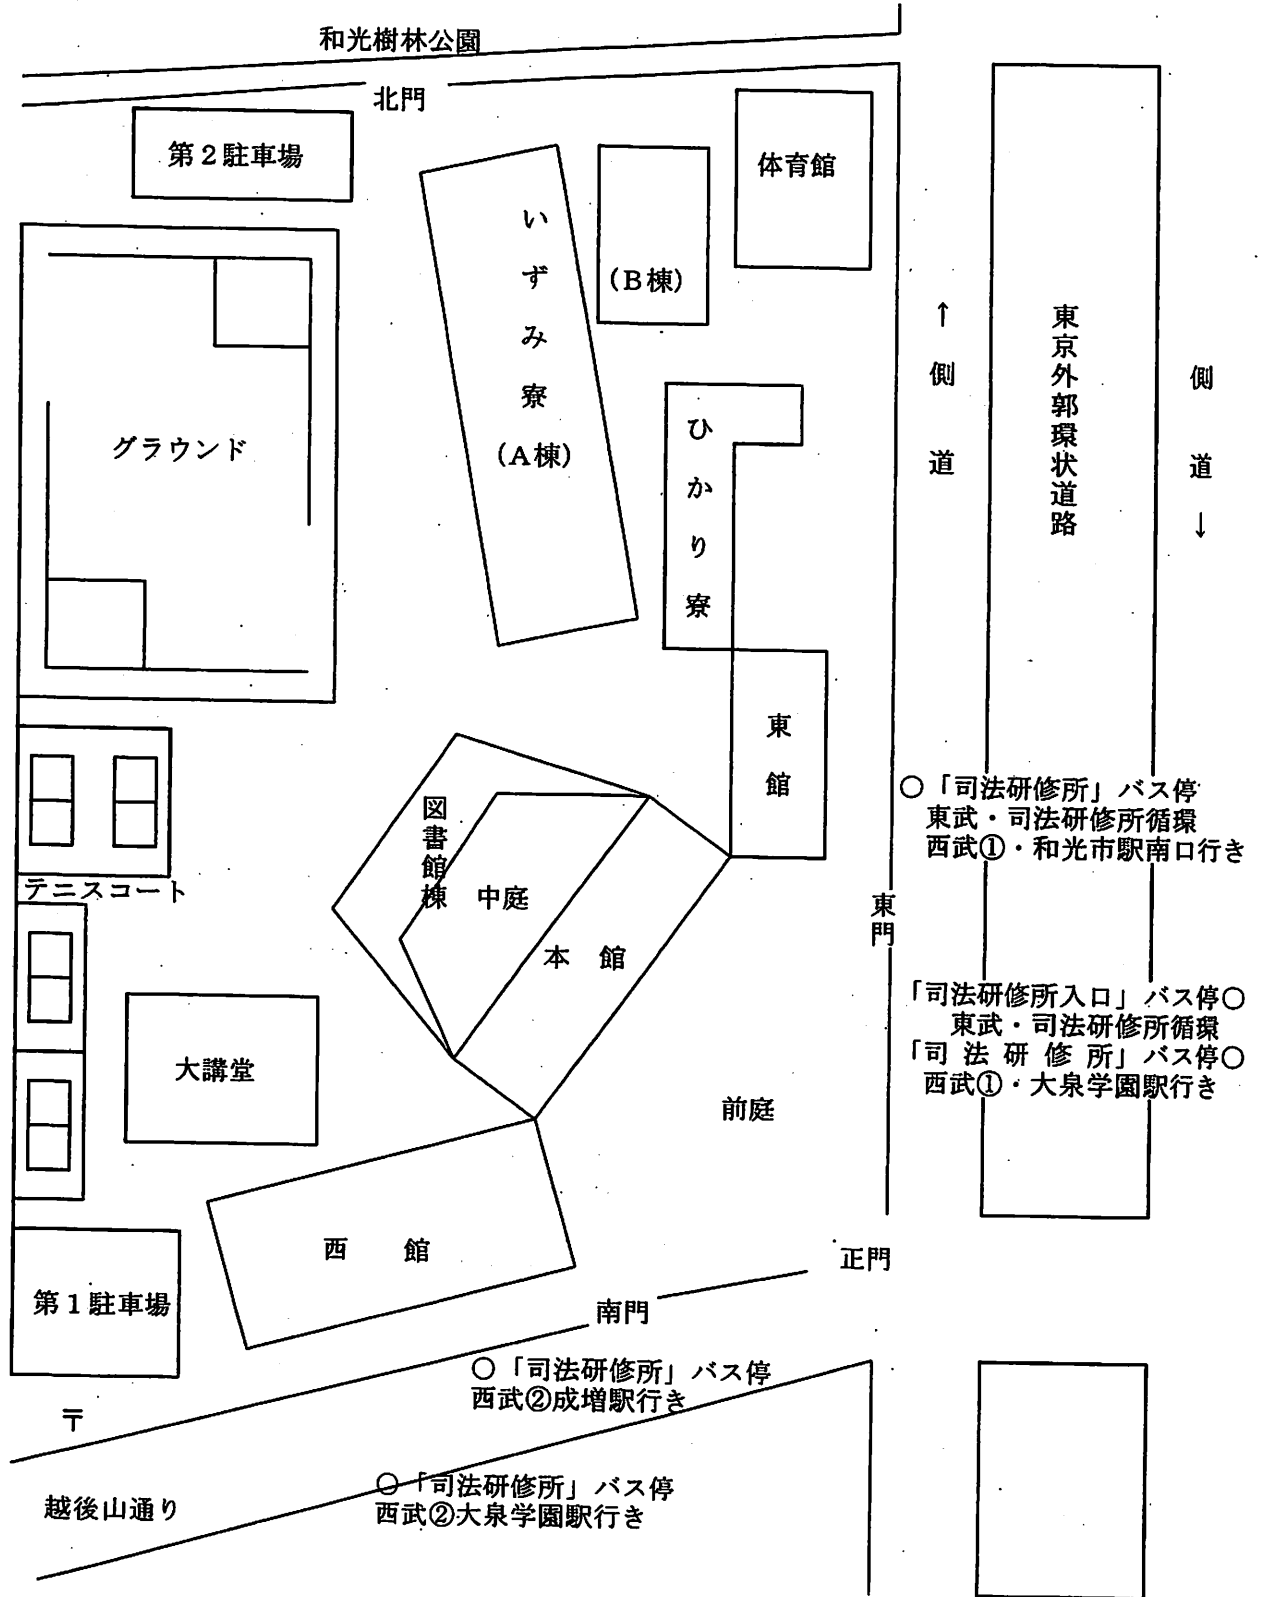 和光樹林公園
北門
第2駐車場
体育館
いずみ寮
(A棟)
(B棟)
グラウンド
ひかり寮
↑側道
東京外郭環状道路
側道↓
東館
図書館棟
中庭
本館
テニスコート
○「司法研修所」バス停
東武・司法研修所循環
西武①・和光市駅南口行き
東門
「司法研修所入口」バス停○
東武・司法研修所循環
「司法研修所」バス停○
西武①・大泉学園駅行き
大講堂
前庭
西館
正門
第1駐車場
南門
○「司法研修所」バス停
西武②成増駅行き
〒
○「司法研修所」バス停
西武②大泉学園駅行き
越後山通り